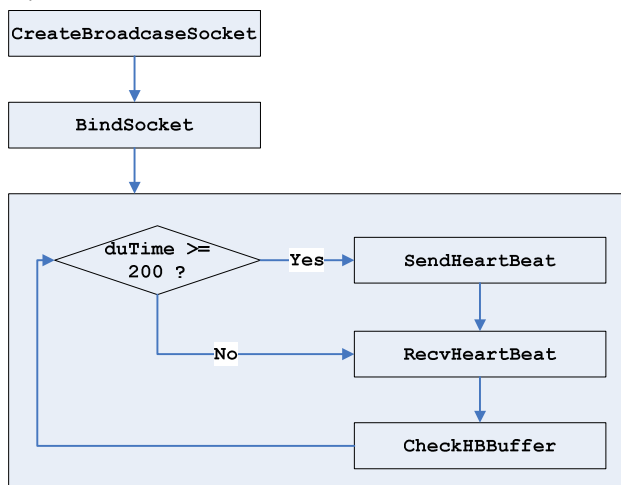 CreateBroadcaseSocket
BindSocket
duTime >=
200 ?
Yes
SendHeartBeat
No
RecvHeartBeat
CheckHBBuffer